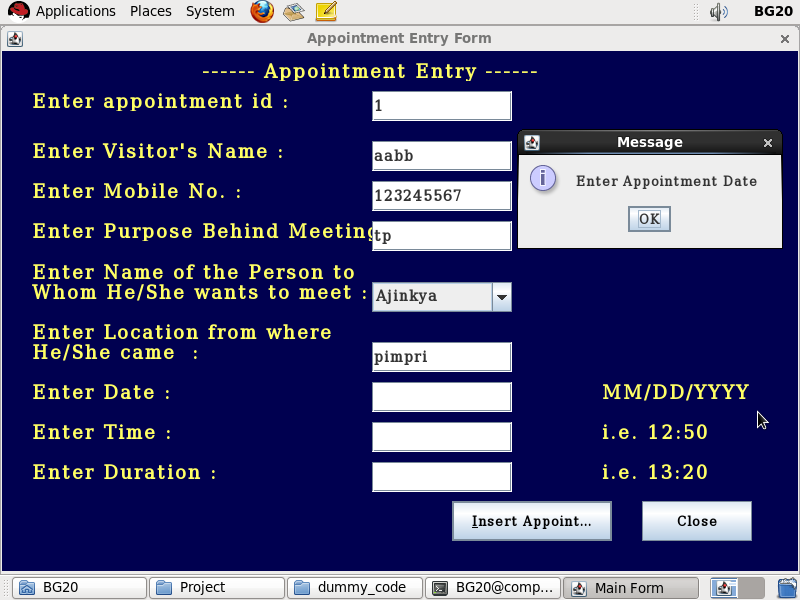 Applications Places System BG20
Appointment Entry Form
------ Appointment Entry ------
Enter appointment id : 1
Message
Enter Appointment Date
OK
Enter Visitor's Name : aabb
Enter Mobile No. : 123245567
Enter Purpose Behind Meeting tp
Enter Name of the Person to
Whom He/She wants to meet : Ajinkya
Enter Location from where
He/She came : pimpri
Enter Date : MM/DD/YYYY
Enter Time : i.e. 12:50
Enter Duration : i.e. 13:20
Insert Appoint... Close
BG20 Project dummy_code BG20@comp... Main Form